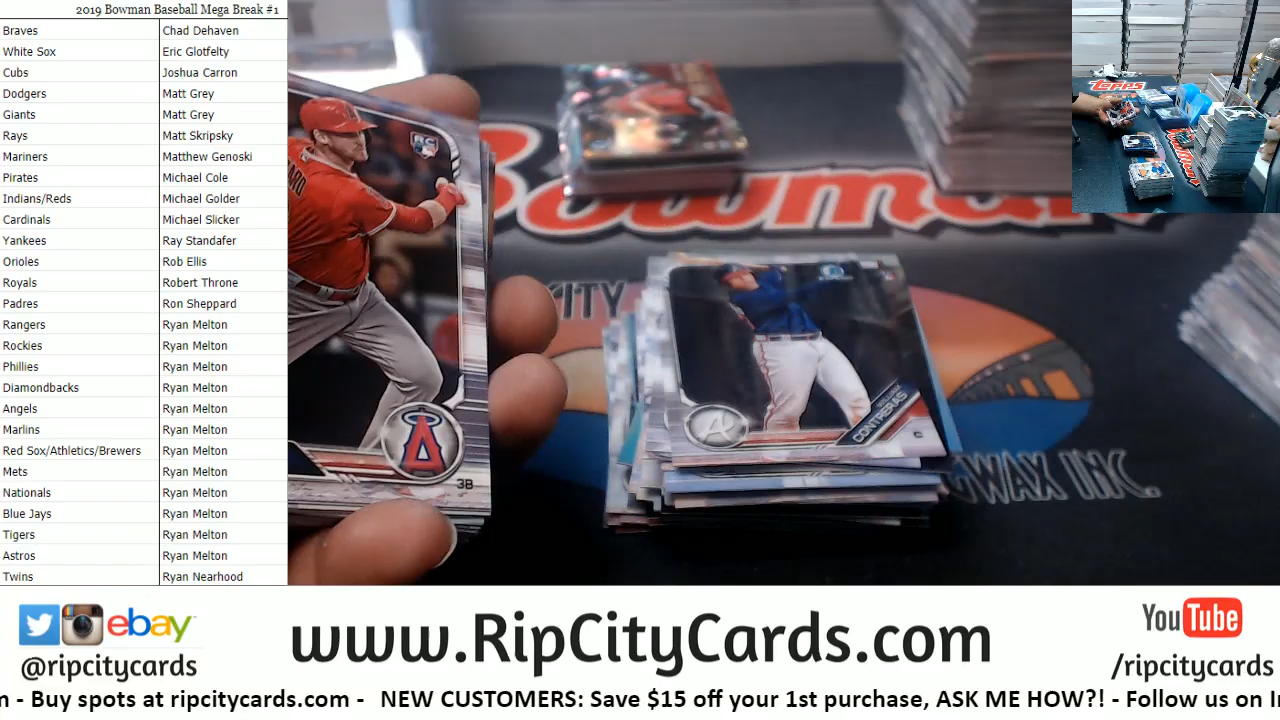 2019 Bowman Baseball Mega Break #1
Braves Chad Dehaven
White Sox Eric Glotfelty
Cubs Joshua Carron
Dodgers Matt Grey
Giants Matt Grey
Rays Matt Skripsky
Mariners Matthew Genoski
Pirates Michael Cole
Indians/Reds Michael Golder
Cardinals Michael Slicker
Yankees Ray Standafer
Orioles Rob Ellis
Royals Robert Throne
Padres Ron Sheppard
Rangers Ryan Melton
Rockies Ryan Melton
Phillies Ryan Melton
Diamondbacks Ryan Melton
Angels Ryan Melton
Marlins Ryan Melton
Red Sox/Athletics/Brewers Ryan Melton
Mets Ryan Melton
Nationals Ryan Melton
Blue Jays Ryan Melton
Tigers Ryan Melton
Astros Ryan Melton
Twins Ryan Nearhood
Topps
Bowman
RC
CITY
A
CONTRERAS
C
A
3B
GWAX INC.
ebay
@ripcitycards
www.RipCityCards.com
YouTube
/ripcitycards
m - Buy spots at ripcitycards.com - NEW CUSTOMERS: Save $15 off your 1st purchase, ASK ME HOW?! - Follow us on I